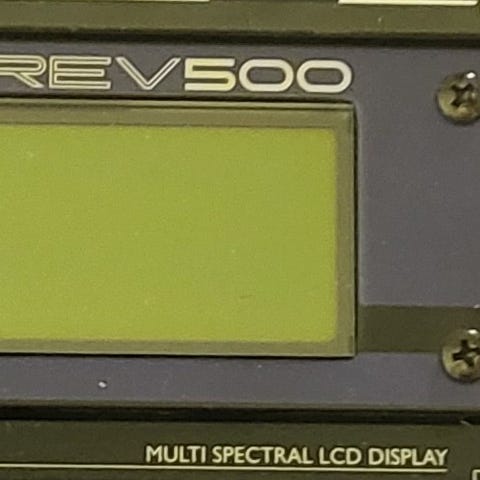 REV500
MULTI SPECTRAL LCD DISPLAY